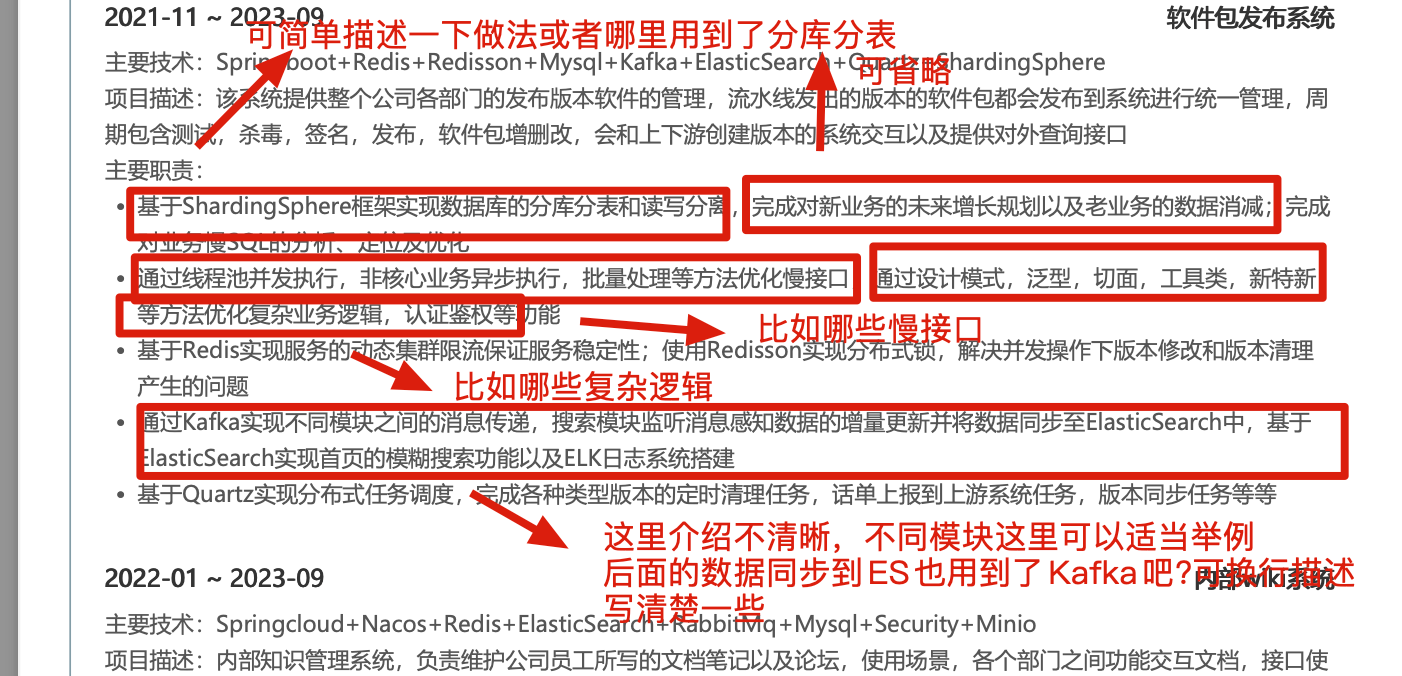 2021-11 ~ 2023-09
软件包发布系统
可简单描述一下做法或者哪里用到了分库分表
主要技术：Springboot+Redis+Redisson+Mysql+Kafka+ElasticSearch+Quartz+ShardingSphere
可省略
项目描述：该系统提供整个公司各部门的发布版本软件的管理，流水线发出的版本的软件包都会发布到系统进行统一管理，周
期包含测试，杀毒，签名，发布，软件包增删改，会和上下游创建版本的系统交互以及提供对外查询接口
主要职责：
• 基于ShardingSphere框架实现数据库的分库分表和读写分离，完成对新业务的未来增长规划以及老业务的数据消减；完成
对业务慢SQL的分析、定位及优化
• 通过线程池并发执行，非核心业务异步执行，批量处理等方法优化慢接口 通过设计模式，泛型，切面，工具类，新特新
等方法优化复杂业务逻辑，认证鉴权等功能
比如哪些慢接口
• 基于Redis实现服务的动态集群限流保证服务稳定性；使用Redisson实现分布式锁，解决并发操作下版本修改和版本清理
产生的问题
比如哪些复杂逻辑
• 通过Kafka实现不同模块之间的消息传递，搜索模块监听消息感知数据的增量更新并将数据同步至ElasticSearch中，基于
ElasticSearch实现首页的模糊搜索功能以及ELK日志系统搭建
• 基于Quartz实现分布式任务调度，完成各种类型版本的定时清理任务，话单上报到上游系统任务，版本同步任务等等
这里介绍不清晰，不同模块这里可以适当举例
后面的数据同步到ES也用到了Kafka吧?可换行描述
写清楚一些
2022-01 ~ 2023-09
内部wiki系统
主要技术：Springcloud+Nacos+Redis+ElasticSearch+RabbitMq+Mysql+Security+Minio
项目描述：内部知识管理系统，负责维护公司员工所写的文档笔记以及论坛，使用场景，各个部门之间功能交互文档，接口使